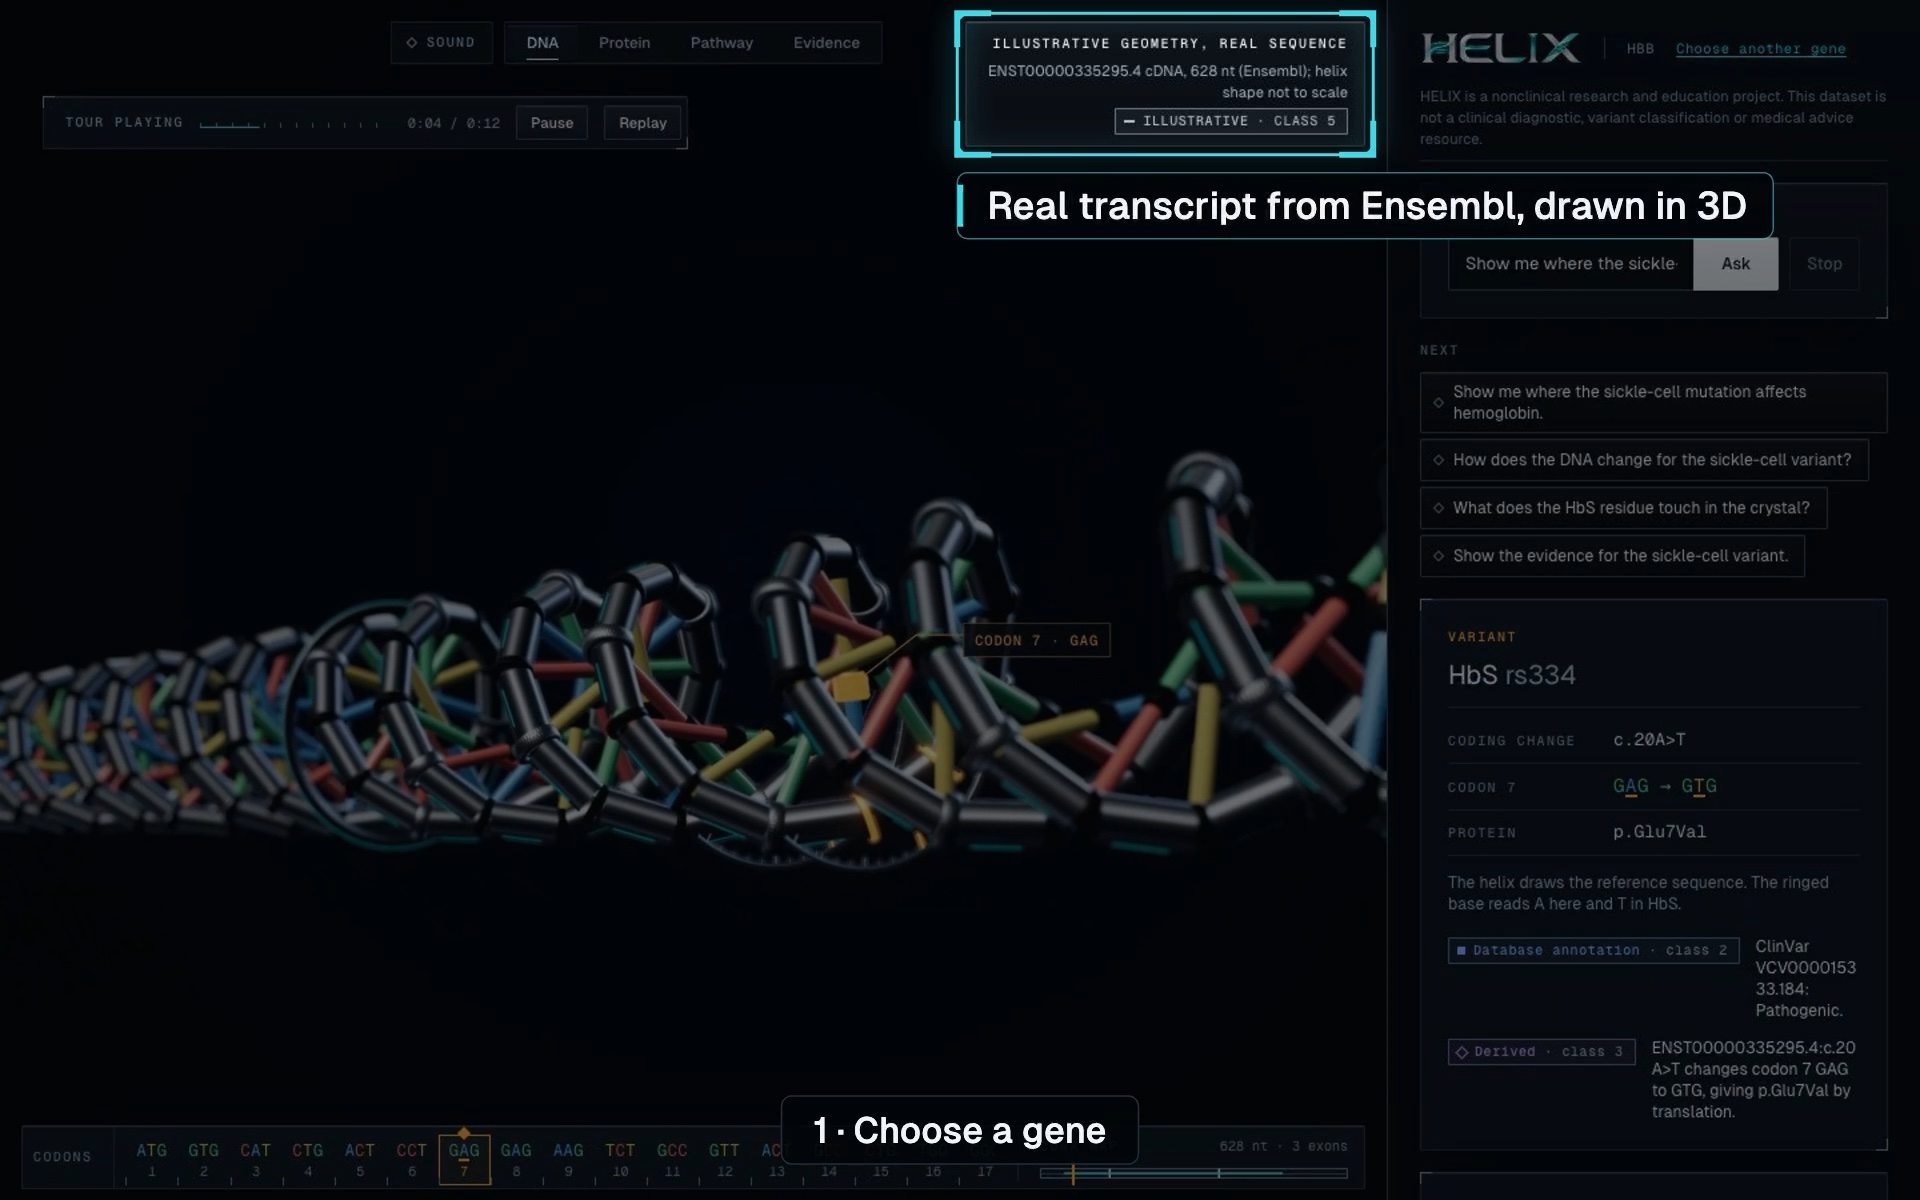 SOUND
DNA Protein Pathway Evidence
TOUR PLAYING 0:04 / 0:12 Pause Replay
ILLUSTRATIVE GEOMETRY, REAL SEQUENCE
ENST00000335295.4 cDNA, 628 nt (Ensembl); helix
shape not to scale
ILLUSTRATIVE · CLASS 5
Real transcript from Ensembl, drawn in 3D
HELIX HBB Choose another gene
HELIX is a nonclinical research and education project. This dataset is
not a clinical diagnostic, variant classification or medical advice
resource.
Show me where the sickle- Ask Stop
NEXT
Show me where the sickle-cell mutation affects
hemoglobin.
How does the DNA change for the sickle-cell variant?
What does the HbS residue touch in the crystal?
Show the evidence for the sickle-cell variant.
CODON 7 · GAG
VARIANT
HbS rs334
CODING CHANGE c.20A>T
CODON 7 GAG → GTG
PROTEIN p.Glu7Val
The helix draws the reference sequence. The ringed
base reads A here and T in HbS.
Database annotation · class 2
ClinVar
VCV0000153
33.184:
Pathogenic.
Derived · class 3
ENST00000335295.4:c.20
A>T changes codon 7 GAG
to GTG, giving p.Glu7Val by
translation.
1 · Choose a gene
CODONS
ATG GTG CAT CTG ACT CCT GAG GAG AAG TCT GCC GTT
1 2 3 4 5 6 7 8 9 10 11 12 13 14 15 16 17
628 nt · 3 exons